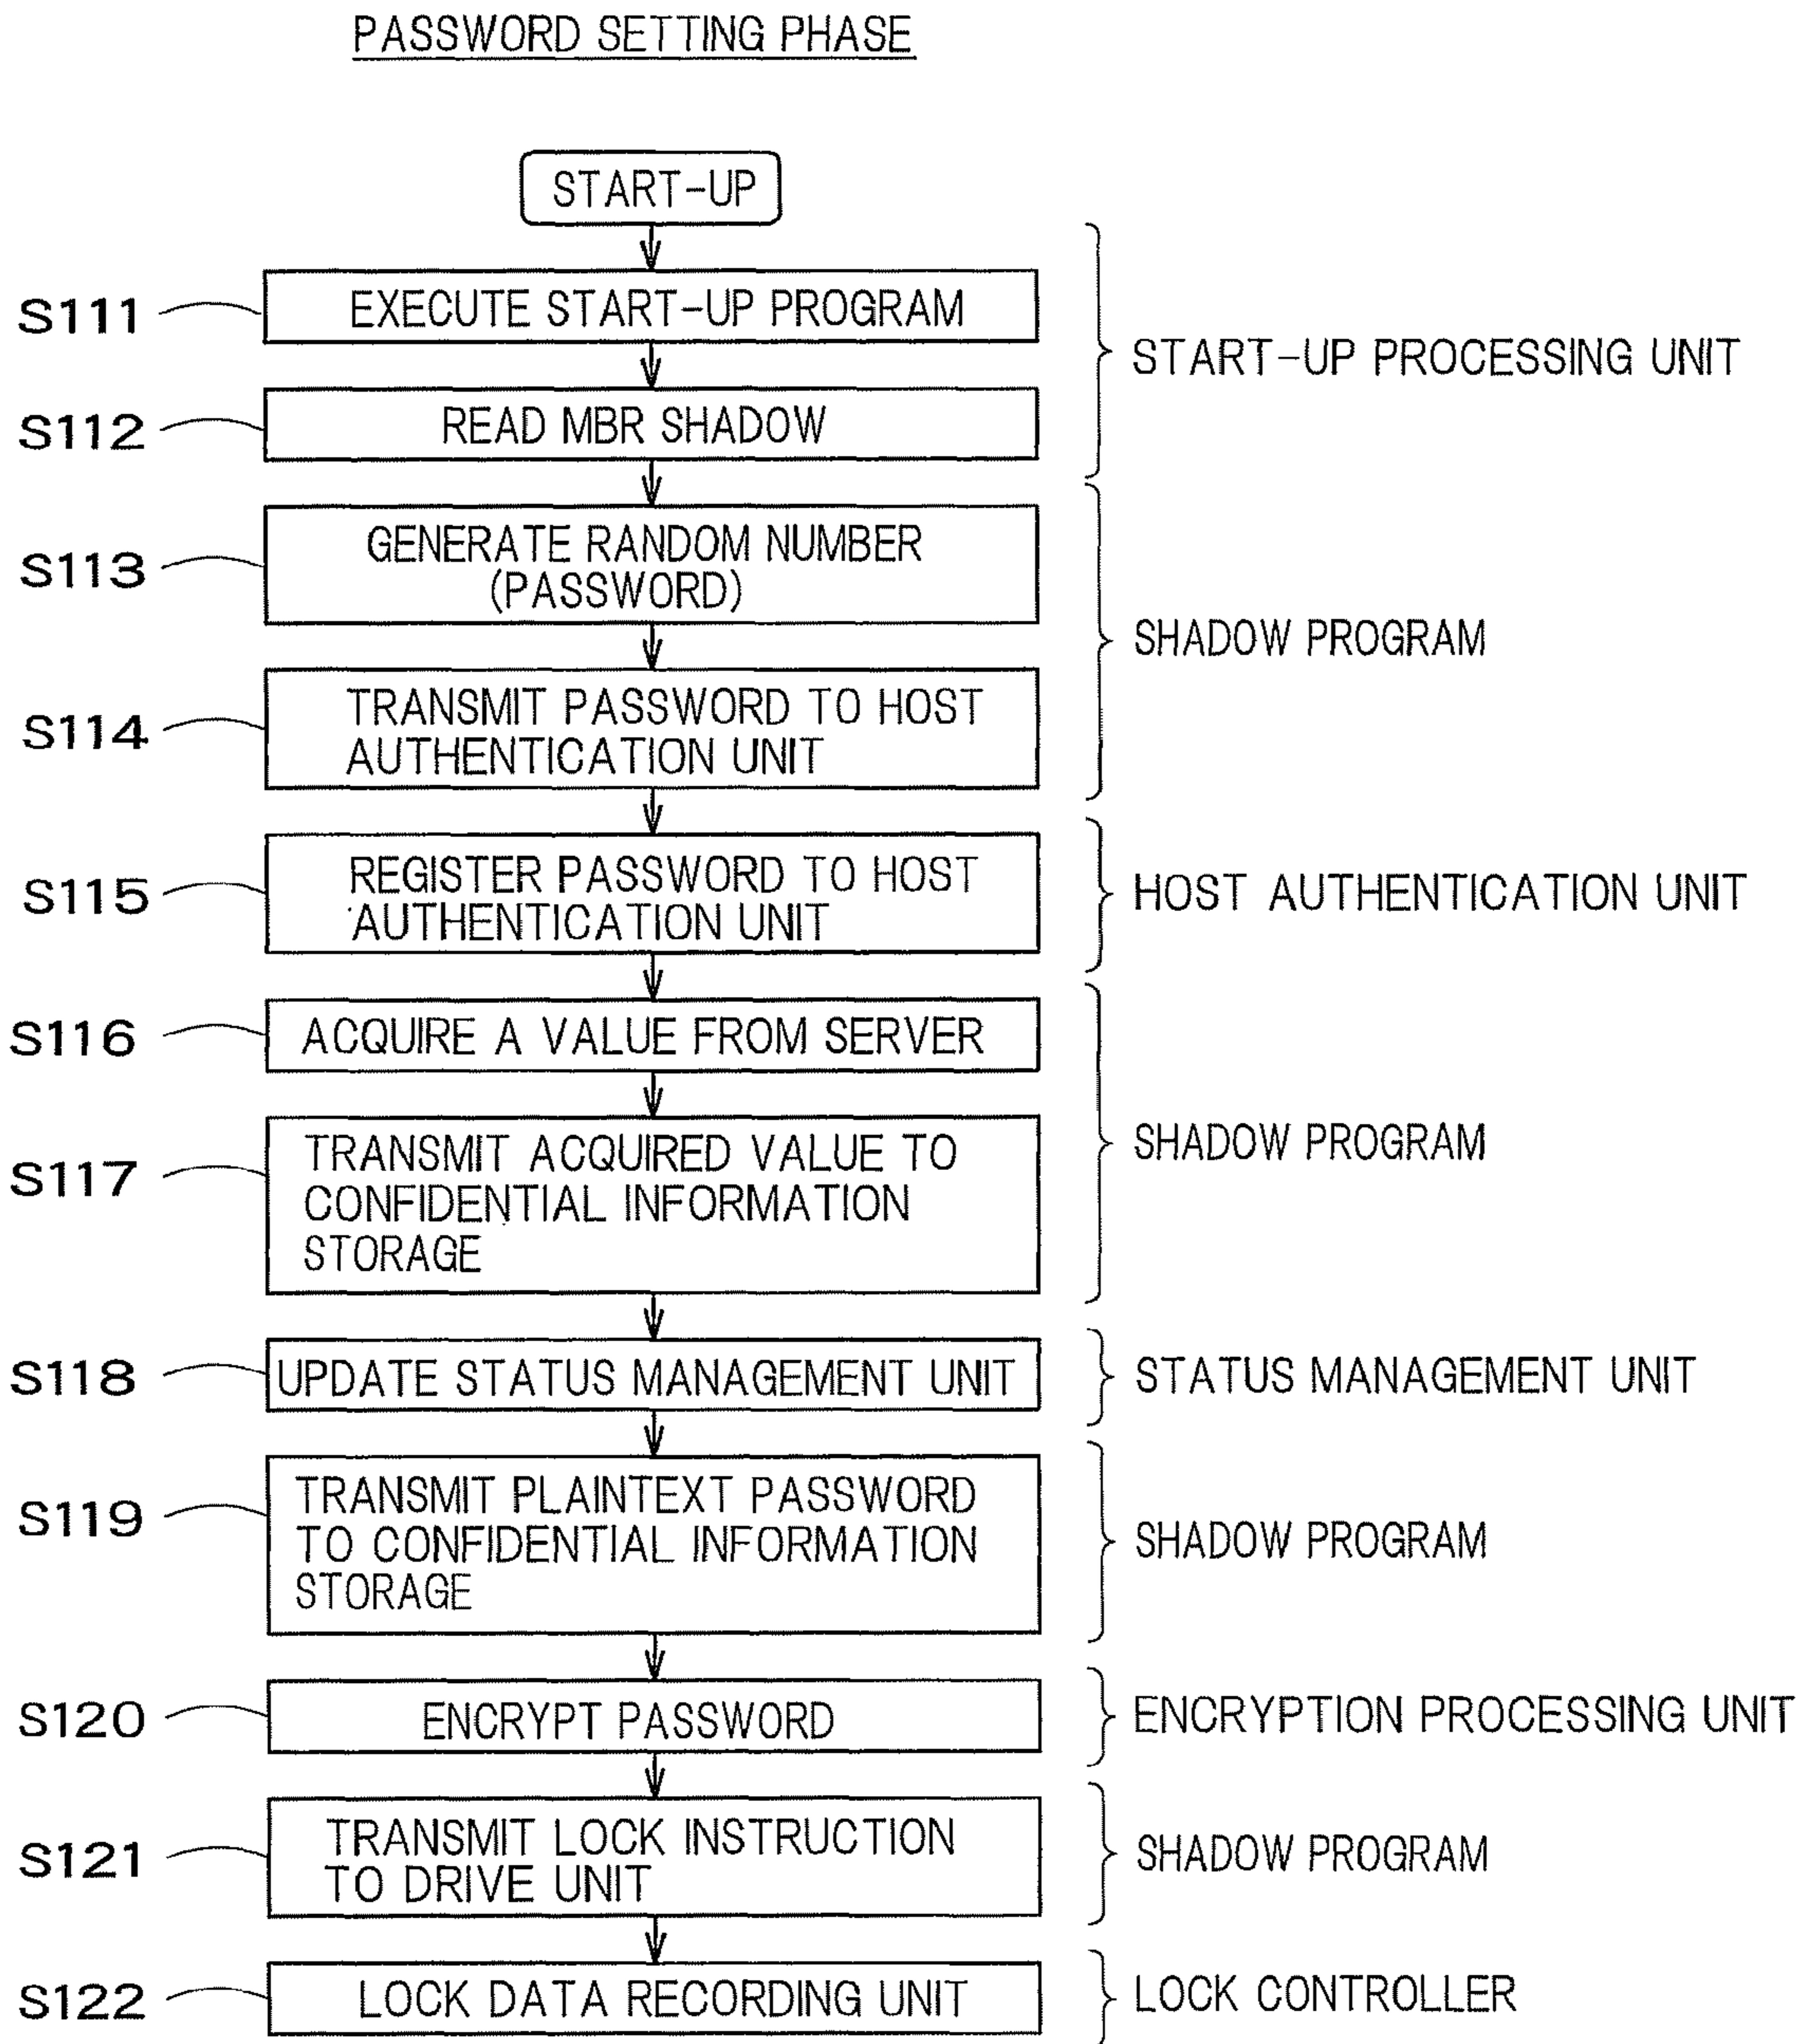 PASSWORD SETTING PHASE
START-UP
S111
EXECUTE START-UP PROGRAM
START-UP PROCESSING UNIT
S112
READ MBR SHADOW
S113
GENERATE RANDOM NUMBER
(PASSWORD)
SHADOW PROGRAM
S114
TRANSMIT PASSWORD TO HOST
AUTHENTICATION UNIT
S115
REGISTER PASSWORD TO HOST
AUTHENTICATION UNIT
HOST AUTHENTICATION UNIT
S116
ACQUIRE A VALUE FROM SERVER
S117
TRANSMIT ACQUIRED VALUE TO
CONFIDENTIAL INFORMATION
STORAGE
SHADOW PROGRAM
S118
UPDATE STATUS MANAGEMENT UNIT
STATUS MANAGEMENT UNIT
S119
TRANSMIT PLAINTEXT PASSWORD
TO CONFIDENTIAL INFORMATION
STORAGE
SHADOW PROGRAM
S120
ENCRYPT PASSWORD
ENCRYPTION PROCESSING UNIT
S121
TRANSMIT LOCK INSTRUCTION
TO DRIVE UNIT
SHADOW PROGRAM
S122
LOCK DATA RECORDING UNIT
LOCK CONTROLLER